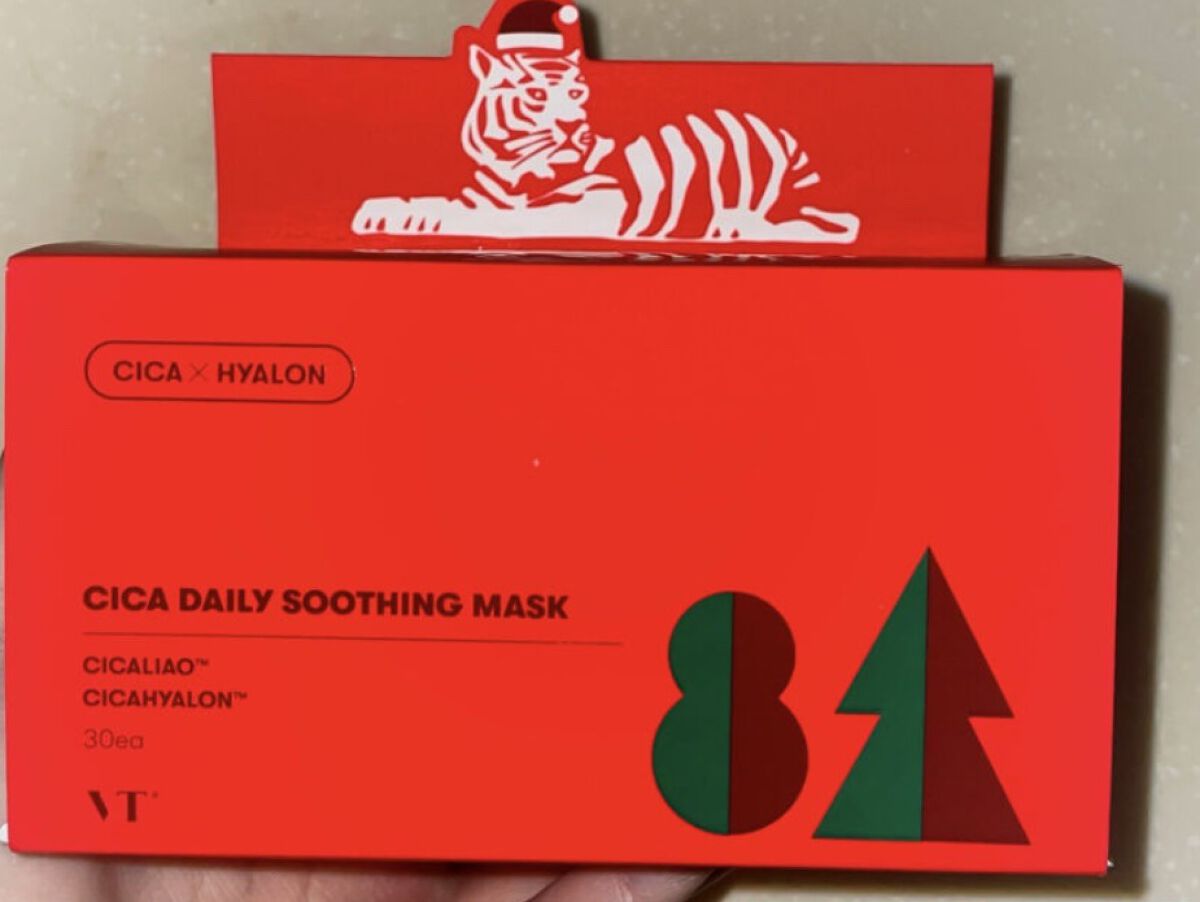 CICA × HYALON
CICA DAILY SOOTHING MASK
CICALIAO™
CICAHYALON™
30ea
VT